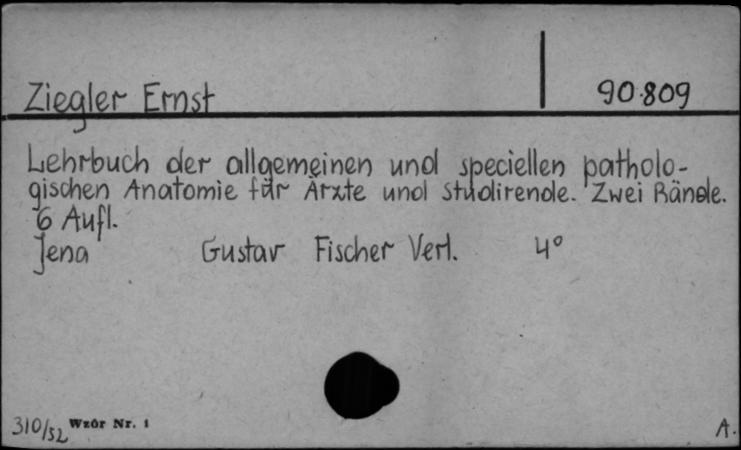 Ziegler Ernst
90.809
Lehrbuch der allgemeinen und speciellen patholo-
gischen Anatomie für Ärzte und Studirende. Zwei Bände.
6 Aufl.
Jena Gustav Fischer Verl. 4°
310/52 Wzór Nr. 1
A.